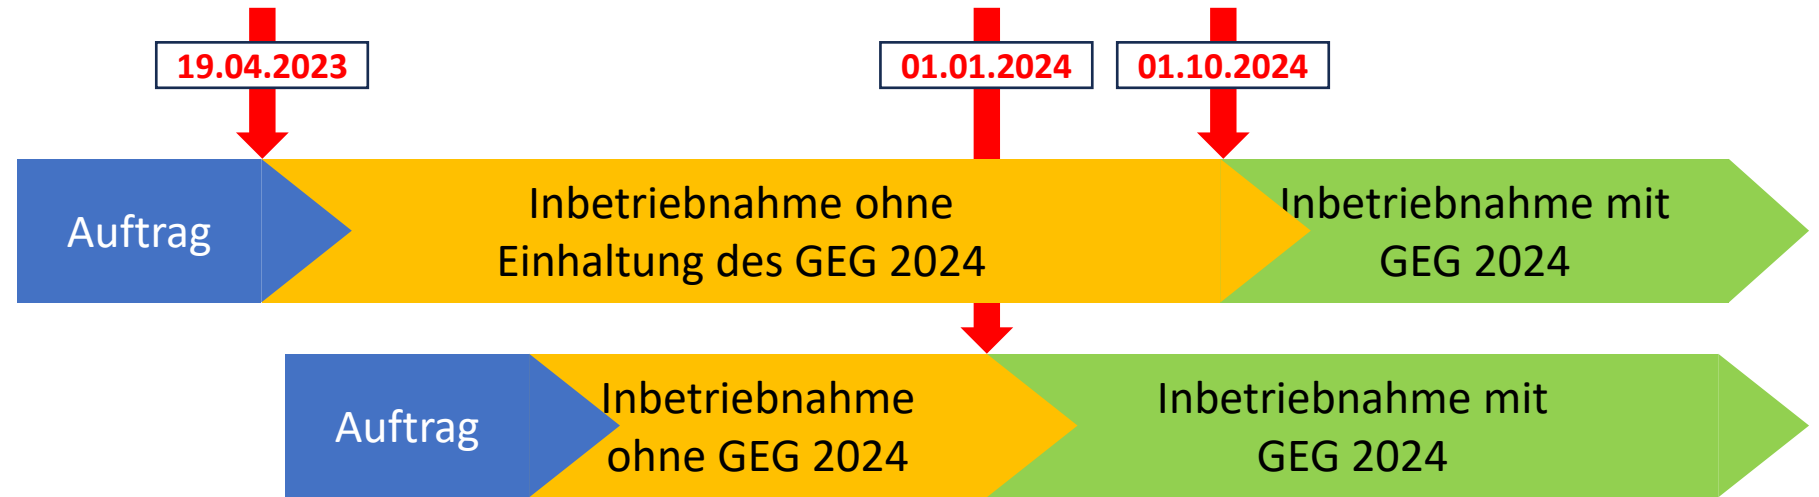 19.04.2023
01.01.2024
01.10.2024
Auftrag
Inbetriebnahme ohne
Einhaltung des GEG 2024
Inbetriebnahme mit
GEG 2024
Auftrag
Inbetriebnahme
ohne GEG 2024
Inbetriebnahme mit
GEG 2024